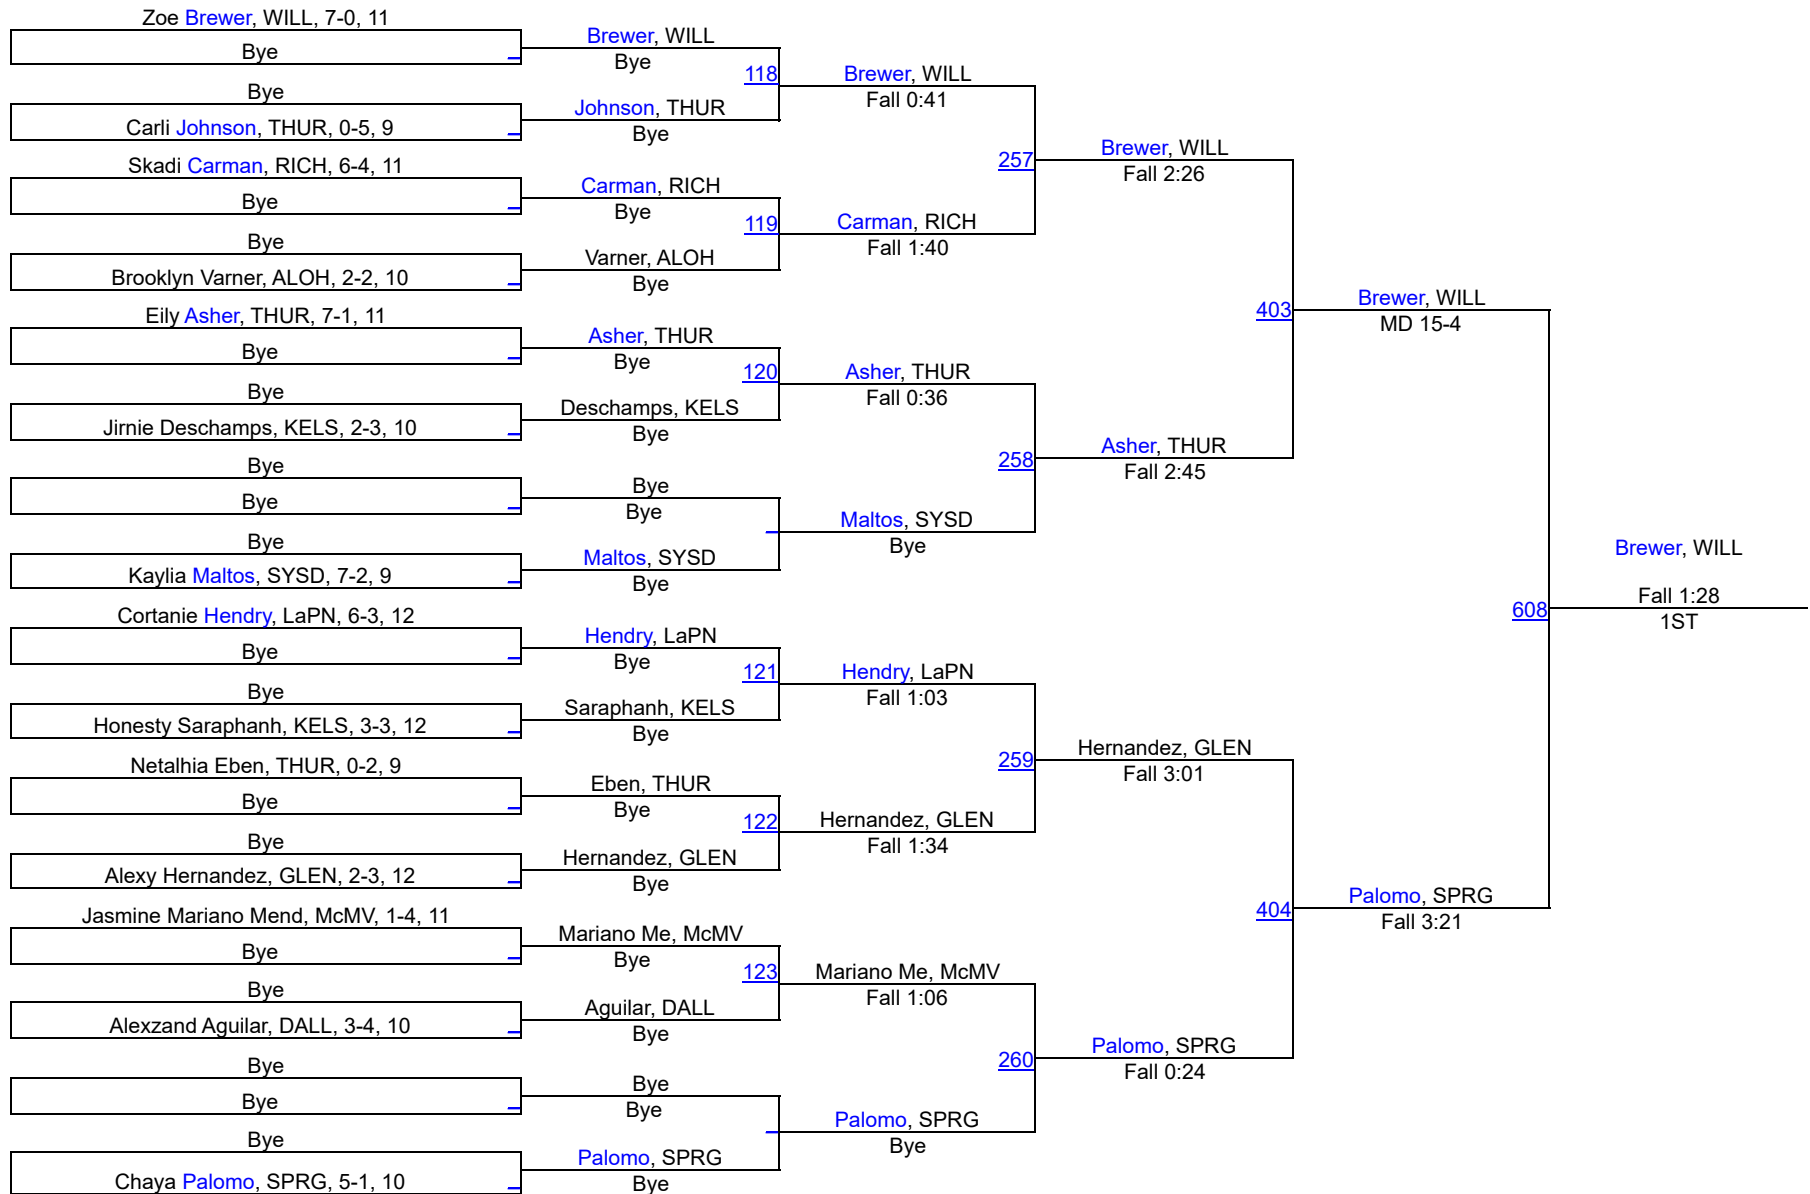 Zoe Brewer, WILL, 7-0, 11
Bye
Bye
Carli Johnson, THUR, 0-5, 9
Skadi Carman, RICH, 6-4, 11
Bye
Bye
Brooklyn Varner, ALOH, 2-2, 10
Eily Asher, THUR, 7-1, 11
Bye
Bye
Jirnie Deschamps, KELS, 2-3, 10
Bye
Bye
Bye
Kaylia Maltos, SYSD, 7-2, 9
Cortanie Hendry, LaPN, 6-3, 12
Bye
Bye
Honesty Saraphanh, KELS, 3-3, 12
Netalhia Eben, THUR, 0-2, 9
Bye
Bye
Alexy Hernandez, GLEN, 2-3, 12
Jasmine Mariano Mend, McMV, 1-4, 11
Bye
Bye
Alexzand Aguilar, DALL, 3-4, 10
Bye
Bye
Bye
Chaya Palomo, SPRG, 5-1, 10
Brewer, WILL
Bye
118
Johnson, THUR
Bye
Carman, RICH
Bye
119
Varner, ALOH
Bye
Asher, THUR
Bye
120
Deschamps, KELS
Bye
Bye
Bye
Maltos, SYSD
Bye
Hendry, LaPN
Bye
121
Saraphanh, KELS
Bye
Eben, THUR
Bye
122
Hernandez, GLEN
Bye
Mariano Me, McMV
Bye
123
Aguilar, DALL
Bye
Bye
Bye
Palomo, SPRG
Bye
Brewer, WILL
Fall 0:41
257
Carman, RICH
Fall 1:40
Asher, THUR
Fall 0:36
258
Maltos, SYSD
Bye
Hendry, LaPN
Fall 1:03
259
Hernandez, GLEN
Fall 1:34
Mariano Me, McMV
Fall 1:06
260
Palomo, SPRG
Bye
Brewer, WILL
Fall 2:26
403
Asher, THUR
Fall 2:45
Hernandez, GLEN
Fall 3:01
404
Palomo, SPRG
Fall 0:24
Brewer, WILL
MD 15-4
608
Palomo, SPRG
Fall 3:21
Brewer, WILL
Fall 1:28
1ST